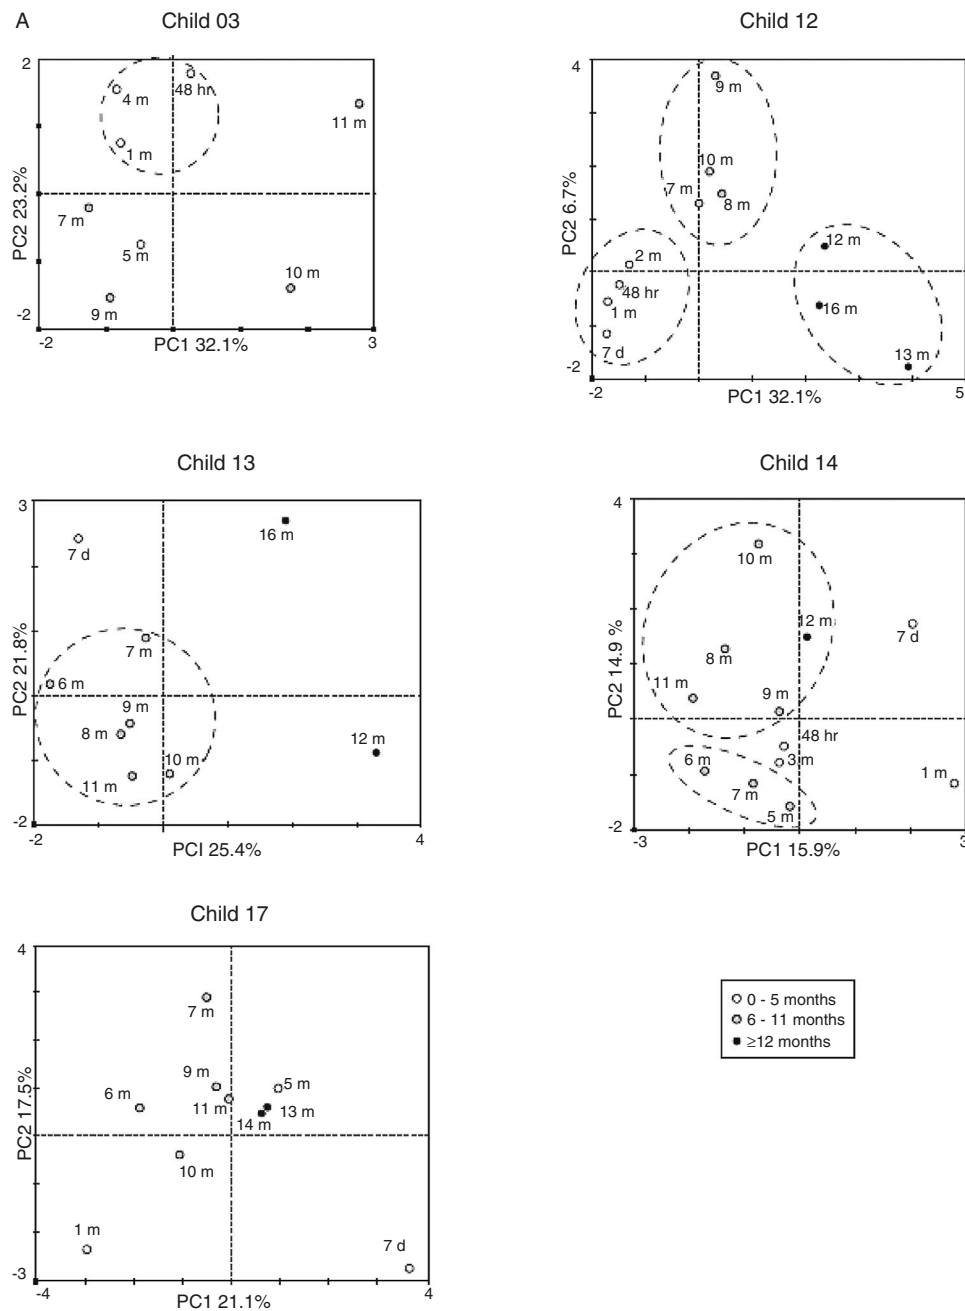 A
Child 03
2
4 m
48 hr
11 m
1 m
7 m
5 m
10 m
9 m
-2
-2
3
PC1 32.1%
PC2 23.2%
Child 12
4
9 m
10 m
7 m
8 m
12 m
2 m
48 hr
1 m
16 m
7 d
13 m
-2
-2
5
PC1 32.1%
PC2 6.7%
Child 13
3
7 d
16 m
7 m
6 m
9 m
8 m
12 m
10 m
11 m
-2
-2
4
PCI 25.4%
PC2 21.8%
Child 14
4
10 m
12 m
7 d
8 m
11 m
9 m
48 hr
6 m
3 m
1 m
7 m
5 m
-2
-3
3
PC1 15.9%
PC2 14.9 %
Child 17
4
7 m
9 m
5 m
6 m
11 m
13 m
14 m
10 m
1 m
7 d
-3
-4
4
PC1 21.1%
PC2 17.5%
0 - 5 months
6 - 11 months
≥12 months